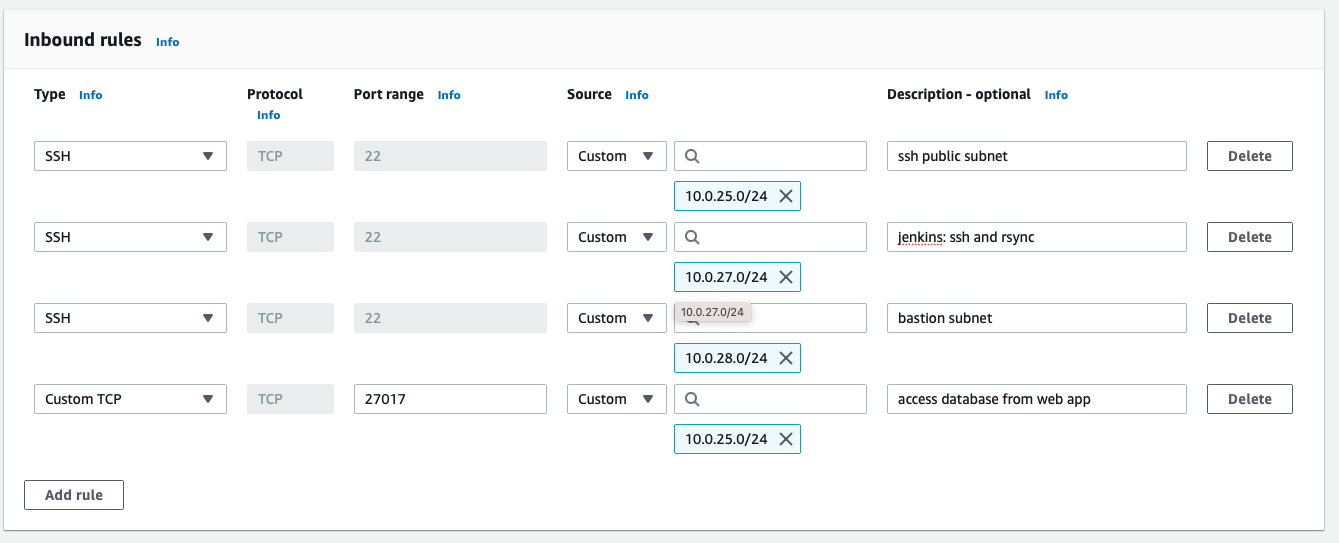 Inbound rules Info
Type Info Protocol Info Port range Info Source Info Description - optional Info
SSH TCP 22 Custom ssh public subnet Delete
10.0.25.0/24
SSH TCP 22 Custom jenkins: ssh and rsync Delete
10.0.27.0/24
10.0.27.0/24
SSH TCP 22 Custom bastion subnet Delete
10.0.28.0/24
Custom TCP TCP 27017 Custom access database from web app Delete
10.0.25.0/24
Add rule